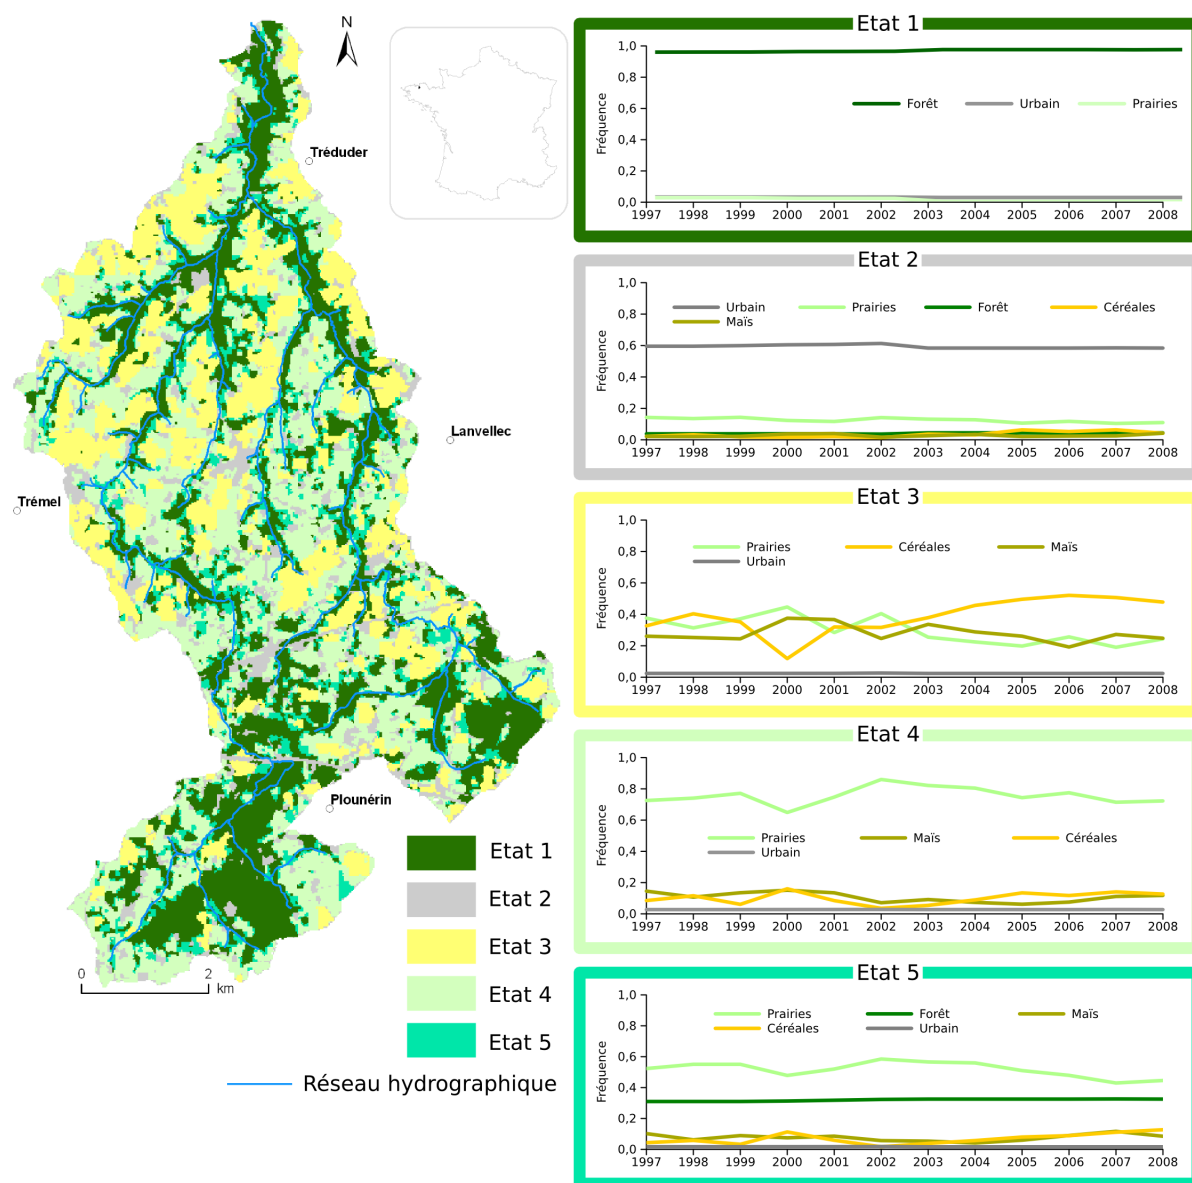 N
Tréduder
Lanvellec
Trémel
Plounérin
0 2
km
Etat 1
Etat 2
Etat 3
Etat 4
Etat 5
Réseau hydrographique
Etat 1
Fréquence
1,0
0,8
0,6
0,4
0,2
0,0
Forêt Urbain Prairies
1997 1998 1999 2000 2001 2002 2003 2004 2005 2006 2007 2008
Etat 2
Fréquence
1,0
0,8
0,6
0,4
0,2
0,0
Urbain Prairies Forêt Céréales
Maïs
1997 1998 1999 2000 2001 2002 2003 2004 2005 2006 2007 2008
Etat 3
Fréquence
1,0
0,8
0,6
0,4
0,2
0,0
Prairies Céréales Maïs
Urbain
1997 1998 1999 2000 2001 2002 2003 2004 2005 2006 2007 2008
Etat 4
Fréquence
1,0
0,8
0,6
0,4
0,2
0,0
Prairies Maïs Céréales
Urbain
1997 1998 1999 2000 2001 2002 2003 2004 2005 2006 2007 2008
Etat 5
Fréquence
1,0
0,8
0,6
0,4
0,2
0,0
Prairies Forêt Maïs
Céréales Urbain
1997 1998 1999 2000 2001 2002 2003 2004 2005 2006 2007 2008